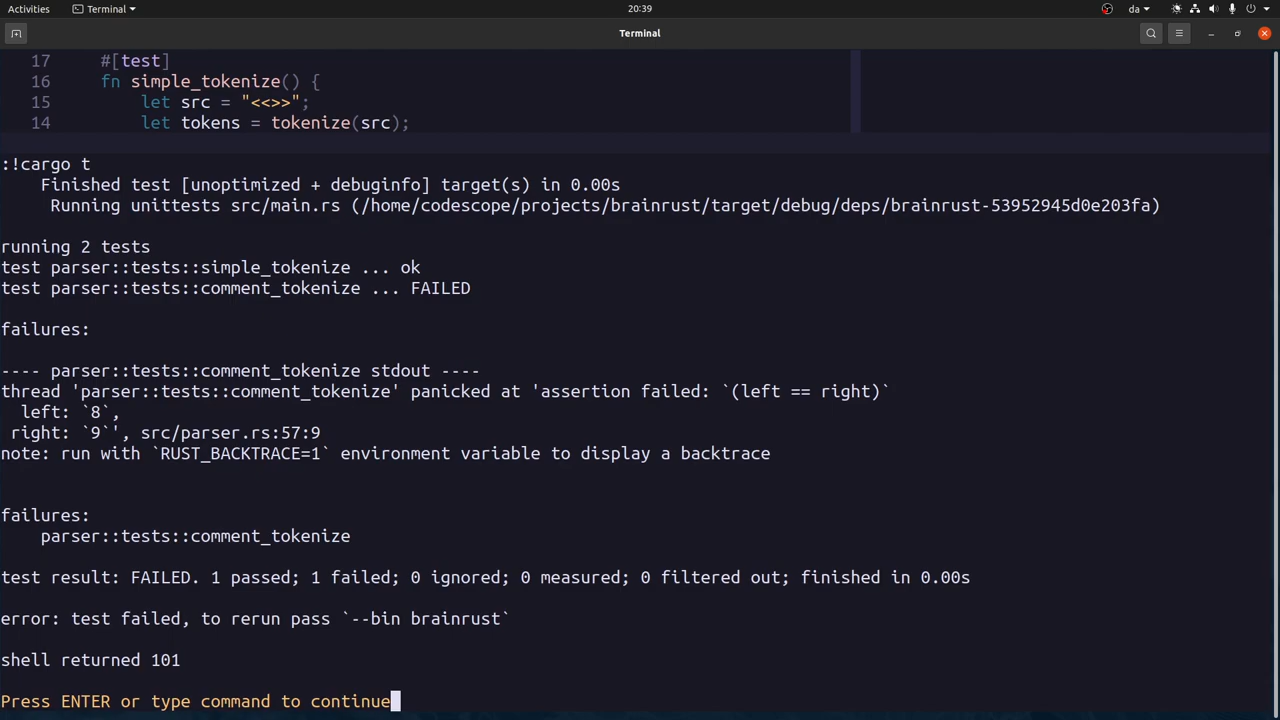 Activities Terminal 20:39 da
Terminal
17 #[test]
16 fn simple_tokenize() {
15 let src = "<<>>";
14 let tokens = tokenize(src);
:!cargo t
Finished test [unoptimized + debuginfo] target(s) in 0.00s
Running unittests src/main.rs (/home/codescope/projects/brainrust/target/debug/deps/brainrust-53952945d0e203fa)
running 2 tests
test parser::tests::simple_tokenize ... ok
test parser::tests::comment_tokenize ... FAILED
failures:
---- parser::tests::comment_tokenize stdout ----
thread 'parser::tests::comment_tokenize' panicked at 'assertion failed: `(left == right)`
left: `8`,
right: `9`', src/parser.rs:57:9
note: run with `RUST_BACKTRACE=1` environment variable to display a backtrace
failures:
parser::tests::comment_tokenize
test result: FAILED. 1 passed; 1 failed; 0 ignored; 0 measured; 0 filtered out; finished in 0.00s
error: test failed, to rerun pass `--bin brainrust`
shell returned 101
Press ENTER or type command to continue